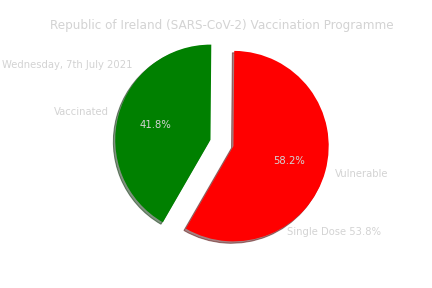 Republic of Ireland (SARS-CoV-2) Vaccination Programme
Wednesday, 7th July 2021
Vaccinated
41.8%
58.2%
Vulnerable
Single Dose 53.8%